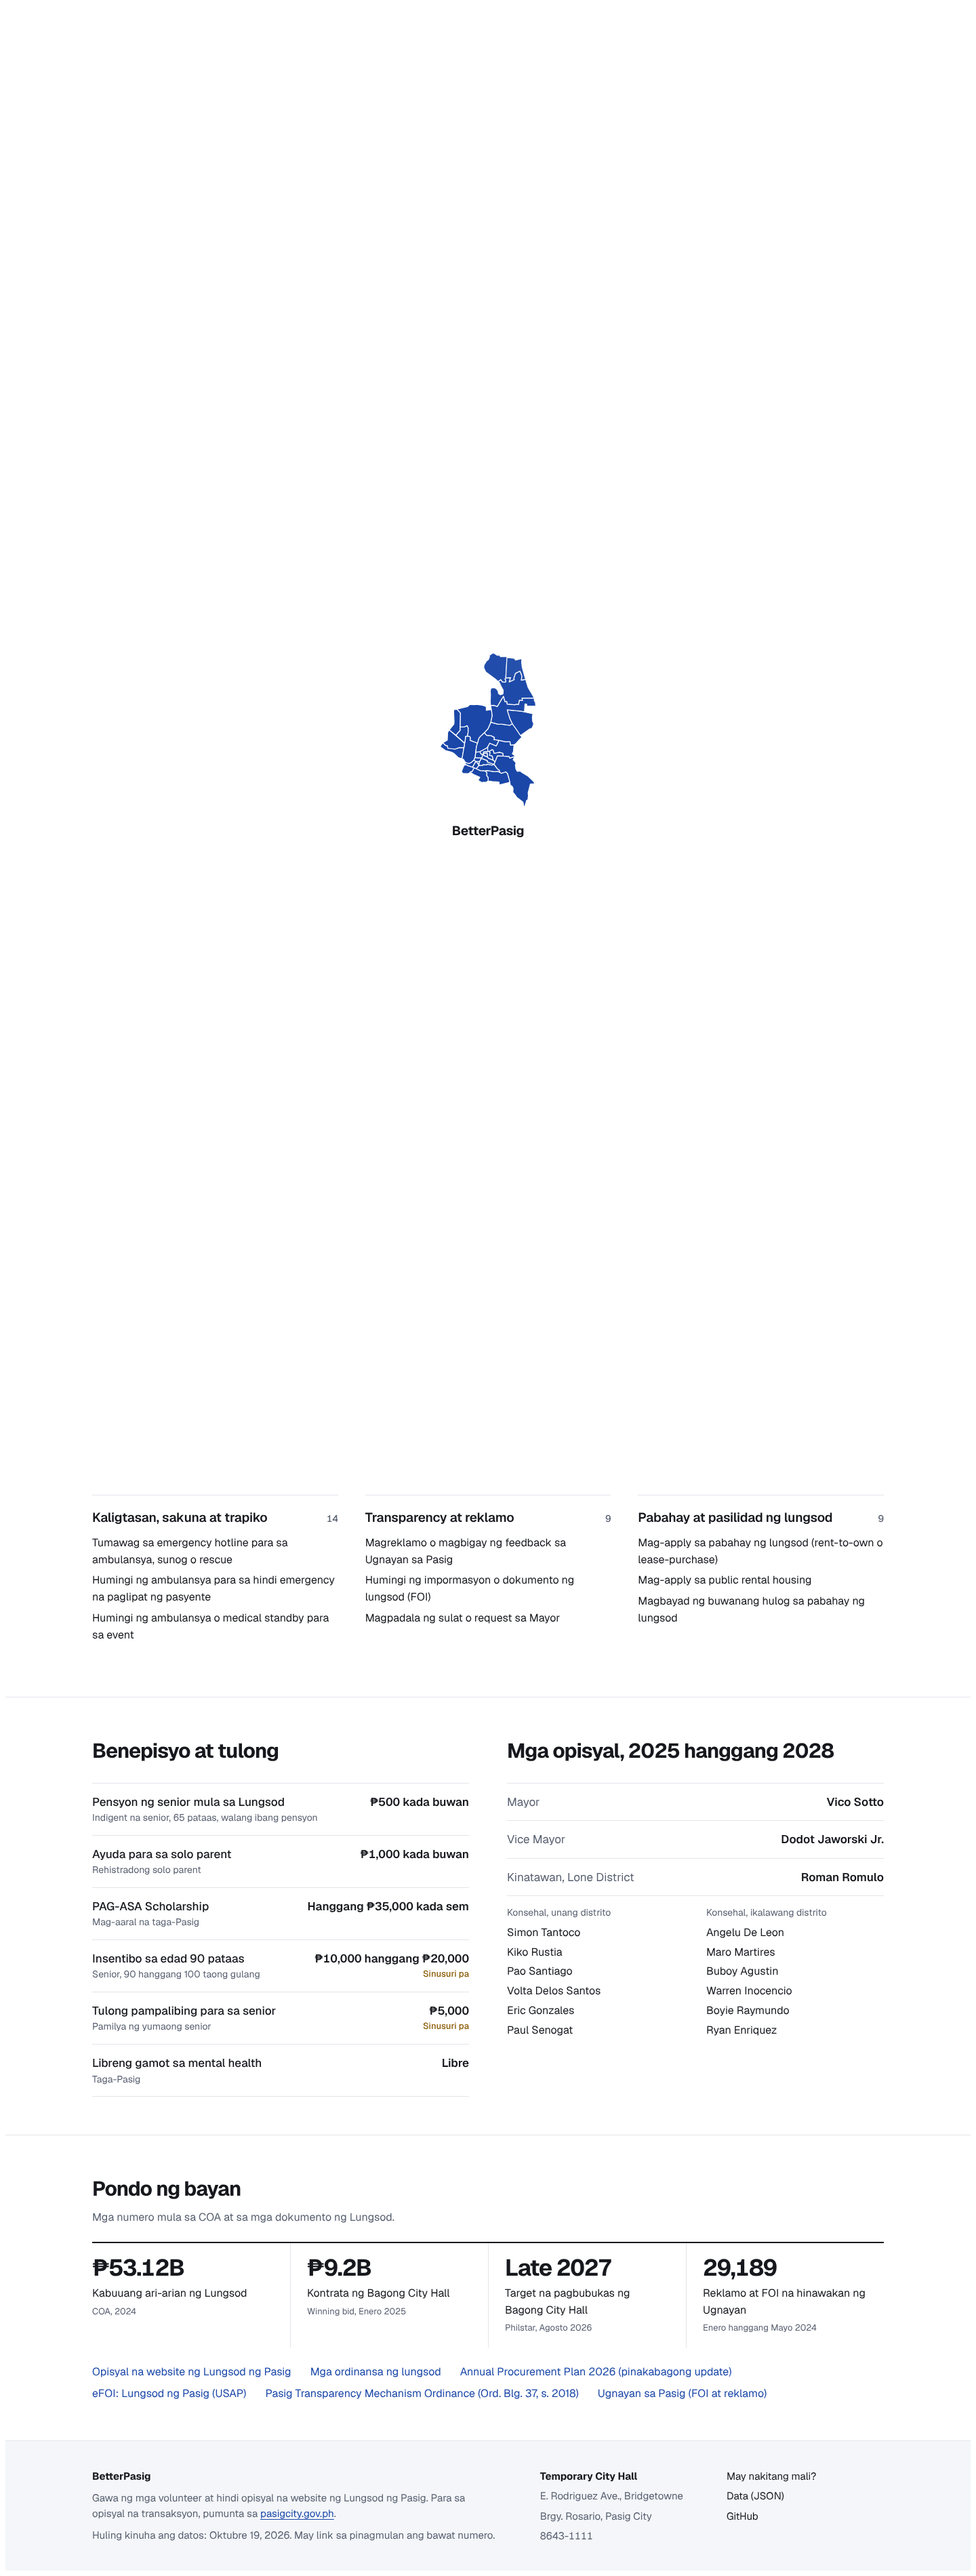 BetterPasig
Kaligtasan, sakuna at trapiko 14
Tumawag sa emergency hotline para sa
ambulansya, sunog o rescue
Humingi ng ambulansya para sa hindi emergency
na paglipat ng pasyente
Humingi ng ambulansya o medical standby para
sa event
Transparency at reklamo 9
Magreklamo o magbigay ng feedback sa
Ugnayan sa Pasig
Humingi ng impormasyon o dokumento ng
lungsod (FOI)
Magpadala ng sulat o request sa Mayor
Pabahay at pasilidad ng lungsod 9
Mag-apply sa pabahay ng lungsod (rent-to-own o
lease-purchase)
Mag-apply sa public rental housing
Magbayad ng buwanang hulog sa pabahay ng
lungsod
Benepisyo at tulong
Pensyon ng senior mula sa Lungsod ₱500 kada buwan
Indigent na senior, 65 pataas, walang ibang pensyon
Ayuda para sa solo parent ₱1,000 kada buwan
Rehistradong solo parent
PAG-ASA Scholarship Hanggang ₱35,000 kada sem
Mag-aaral na taga-Pasig
Insentibo sa edad 90 pataas ₱10,000 hanggang ₱20,000
Senior, 90 hanggang 100 taong gulang Sinusuri pa
Tulong pampalibing para sa senior ₱5,000
Pamilya ng yumaong senior Sinusuri pa
Libreng gamot sa mental health Libre
Taga-Pasig
Mga opisyal, 2025 hanggang 2028
Mayor Vico Sotto
Vice Mayor Dodot Jaworski Jr.
Kinatawan, Lone District Roman Romulo
Konsehal, unang distrito
Simon Tantoco
Kiko Rustia
Pao Santiago
Volta Delos Santos
Eric Gonzales
Paul Senogat
Konsehal, ikalawang distrito
Angelu De Leon
Maro Martires
Buboy Agustin
Warren Inocencio
Boyie Raymundo
Ryan Enriquez
Pondo ng bayan
Mga numero mula sa COA at sa mga dokumento ng Lungsod.
₱53.12B
Kabuuang ari-arian ng Lungsod
COA, 2024
₱9.2B
Kontrata ng Bagong City Hall
Winning bid, Enero 2025
Late 2027
Target na pagbubukas ng
Bagong City Hall
Philstar, Agosto 2026
29,189
Reklamo at FOI na hinawakan ng
Ugnayan
Enero hanggang Mayo 2024
Opisyal na website ng Lungsod ng Pasig Mga ordinansa ng lungsod Annual Procurement Plan 2026 (pinakabagong update)
eFOI: Lungsod ng Pasig (USAP) Pasig Transparency Mechanism Ordinance (Ord. Blg. 37, s. 2018) Ugnayan sa Pasig (FOI at reklamo)
BetterPasig
Gawa ng mga volunteer at hindi opisyal na website ng Lungsod ng Pasig. Para sa
opisyal na transaksyon, pumunta sa pasigcity.gov.ph.
Huling kinuha ang datos: Oktubre 19, 2026. May link sa pinagmulan ang bawat numero.
Temporary City Hall
E. Rodriguez Ave., Bridgetowne
Brgy. Rosario, Pasig City
8643-1111
May nakitang mali?
Data (JSON)
GitHub